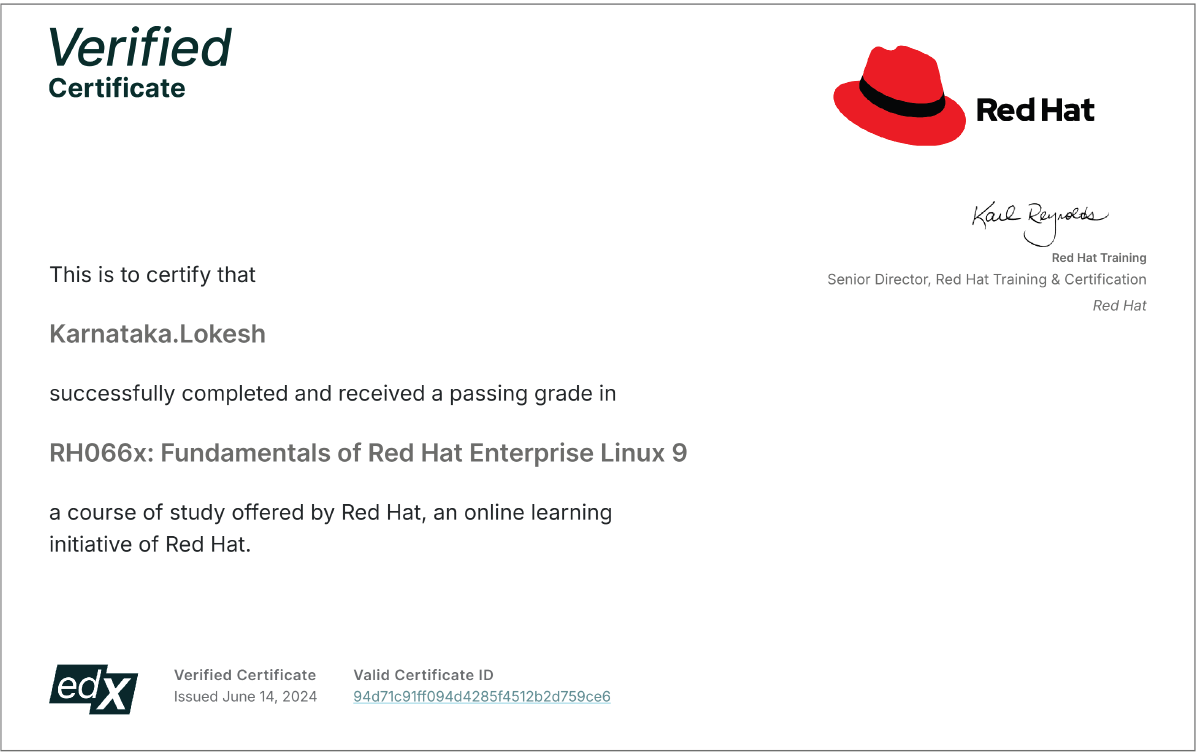 Verified
Certificate
Red Hat
Karl Reynolds
Red Hat Training
Senior Director, Red Hat Training & Certification
Red Hat
This is to certify that
Karnataka.Lokesh
successfully completed and received a passing grade in
RH066x: Fundamentals of Red Hat Enterprise Linux 9
a course of study offered by Red Hat, an online learning
initiative of Red Hat.
edX
Verified Certificate
Issued June 14, 2024
Valid Certificate ID
94d71c91ff094d4285f4512b2d759ce6